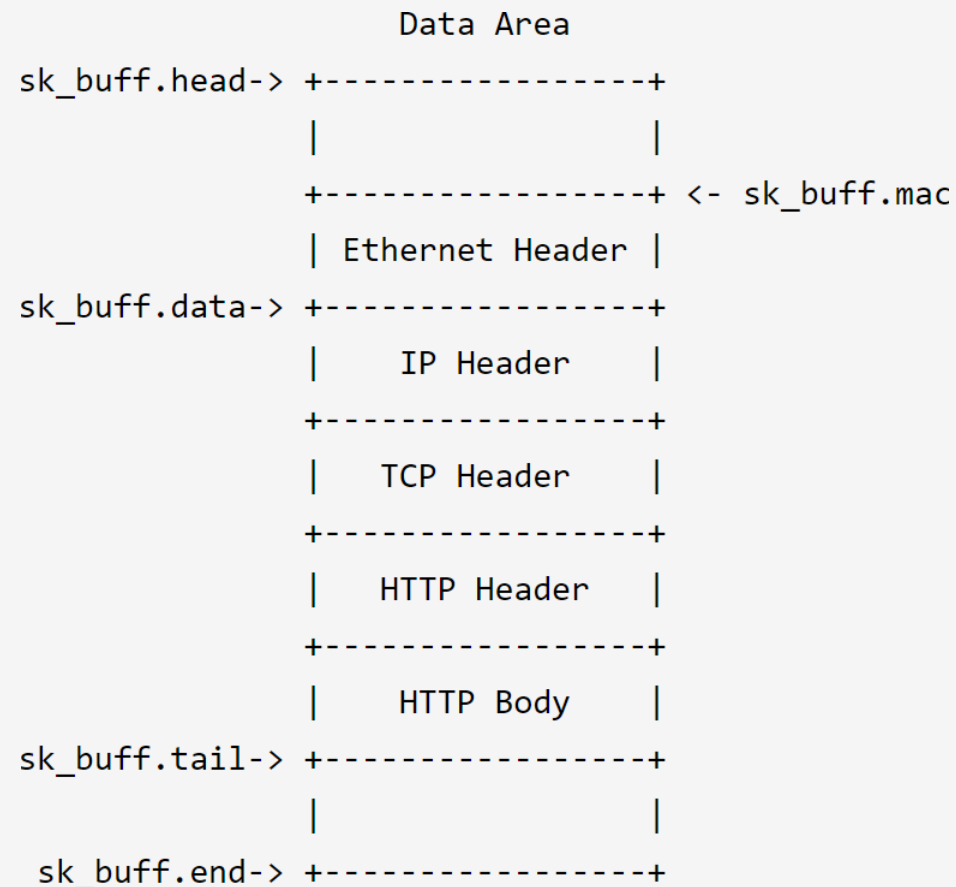 Data Area
sk_buff.head-> +-----------------+
               |                 |
               +-----------------+ <- sk_buff.mac
               | Ethernet Header |
sk_buff.data-> +-----------------+
               |    IP Header    |
               +-----------------+
               |   TCP Header    |
               +-----------------+
               |   HTTP Header   |
               +-----------------+
               |    HTTP Body    |
sk_buff.tail-> +-----------------+
               |                 |
 sk_buff.end-> +-----------------+